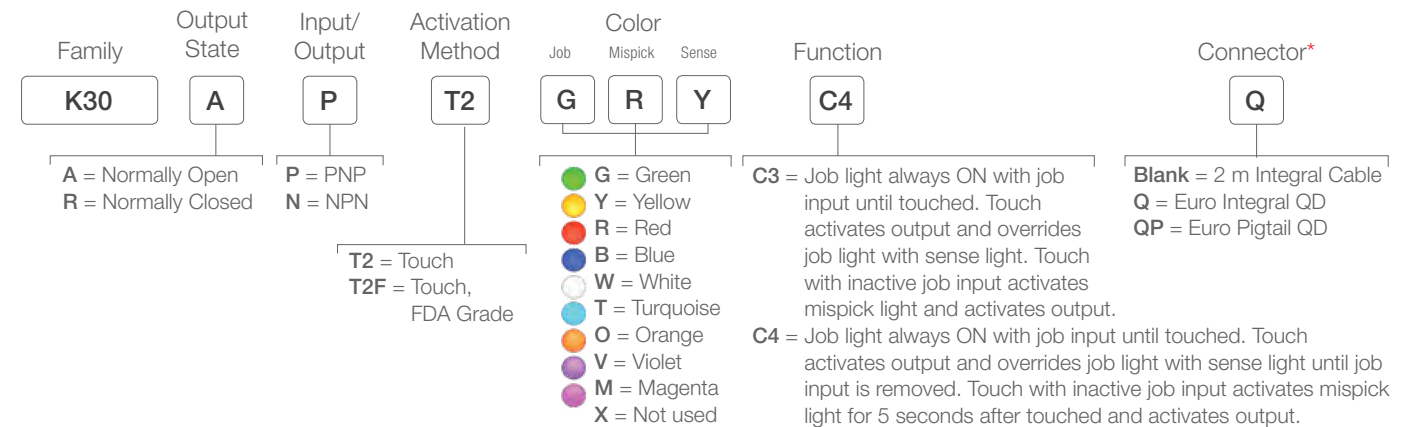 Family
Output
State
Input/
Output
Activation
Method
Color
Job Mispick Sense
Function
Connector*
K30 A P T2 G R Y C4 Q
A = Normally Open
R = Normally Closed
P = PNP
N = NPN
T2 = Touch
T2F = Touch,
FDA Grade
G = Green
Y = Yellow
R = Red
B = Blue
W = White
T = Turquoise
O = Orange
V = Violet
M = Magenta
X = Not used
C3 = Job light always ON with job
input until touched. Touch
activates output and overrides
job light with sense light. Touch
with inactive job input activates
mispick light and activates output.
C4 = Job light always ON with job input until touched. Touch
activates output and overrides job light with sense light until job
input is removed. Touch with inactive job input activates mispick
light for 5 seconds after touched and activates output.
Blank = 2 m Integral Cable
Q = Euro Integral QD
QP = Euro Pigtail QD